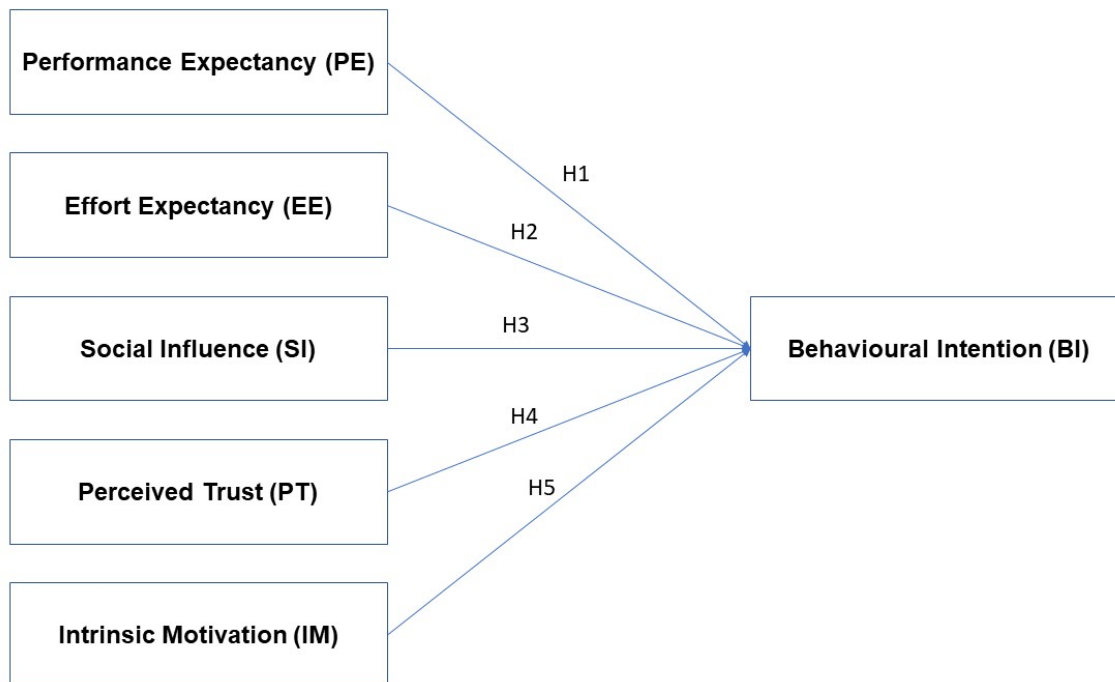 Performance Expectancy (PE)
H1
Effort Expectancy (EE)
H2
Social Influence (SI)
H3
Behavioural Intention (BI)
H4
Perceived Trust (PT)
H5
Intrinsic Motivation (IM)